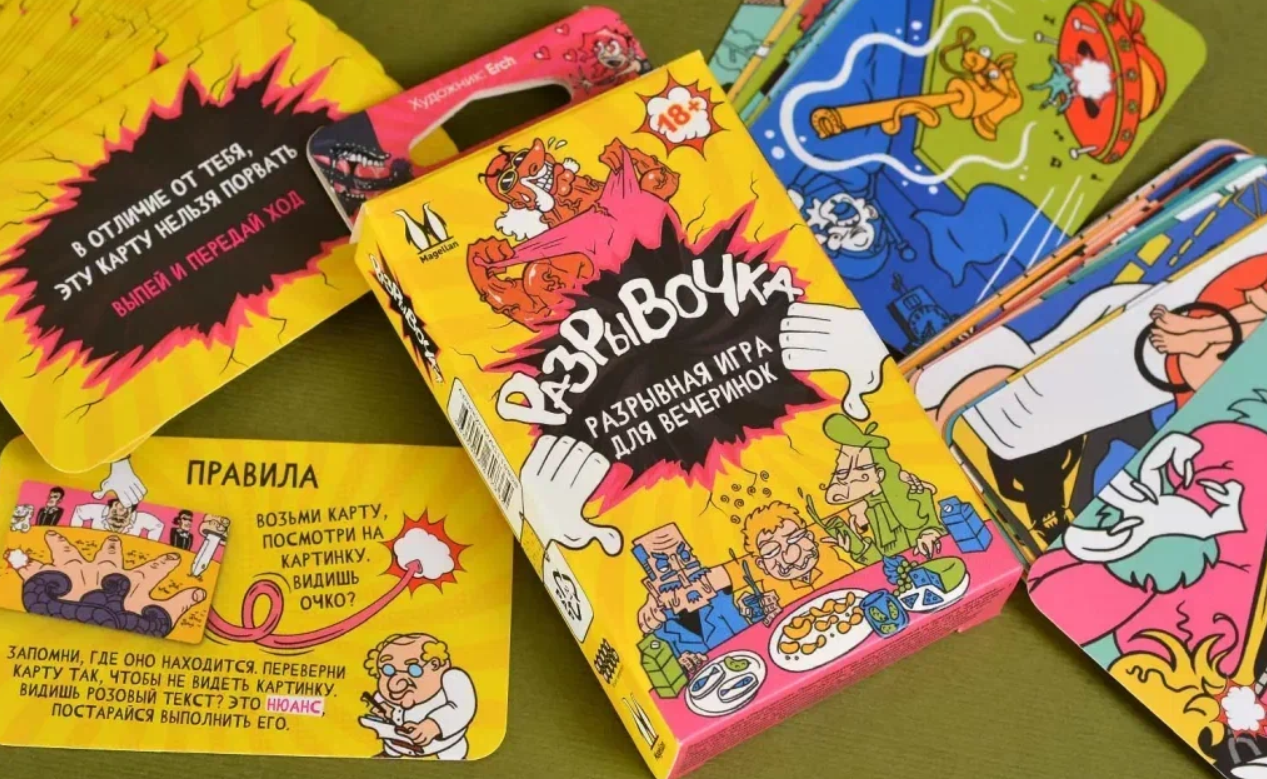 В ОТЛИЧИЕ ОТ ТЕБЯ,
ЭТУ КАРТУ НЕЛЬЗЯ ПОРВАТЬ
ВЫПЕЙ И ПЕРЕДАЙ ХОД
Художник: Erch
18+
Magellan
РАЗРЫВОЧКА
РАЗРЫВНАЯ ИГРА
ДЛЯ ВЕЧЕРИНОК
РАЗРЫВОЧКА
ПРАВИЛА
ВОЗЬМИ КАРТУ,
ПОСМОТРИ НА
КАРТИНКУ.
ВИДИШЬ
ОЧКО?
ЗАПОМНИ, ГДЕ ОНО НАХОДИТСЯ. ПЕРЕВЕРНИ
КАРТУ ТАК, ЧТОБЫ НЕ ВИДЕТЬ КАРТИНКУ.
ВИДИШЬ РОЗОВЫЙ ТЕКСТ? ЭТО НЮАНС,
ПОСТАРАЙСЯ ВЫПОЛНИТЬ ЕГО.